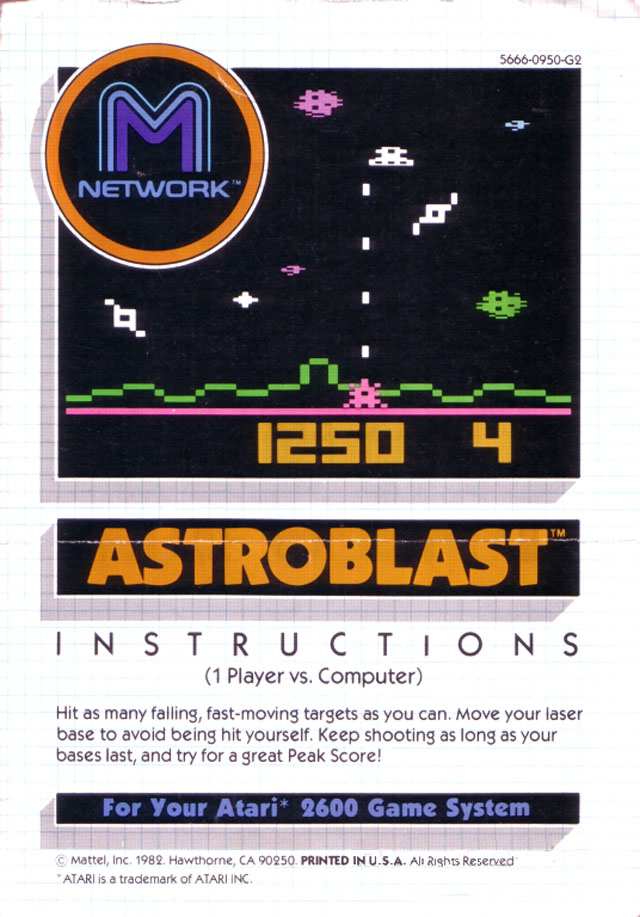 5666-0950-G2
M
NETWORK™
1250 4
ASTROBLAST™
INSTRUCTIONS
(1 Player vs. Computer)
Hit as many falling, fast-moving targets as you can. Move your laser
base to avoid being hit yourself. Keep shooting as long as your
bases last, and try for a great Peak Score!
For Your Atari* 2600 Game System
© Mattel, Inc. 1982. Hawthorne, CA 90250. PRINTED IN U.S.A. All Rights Reserved
*ATARI is a trademark of ATARI INC.